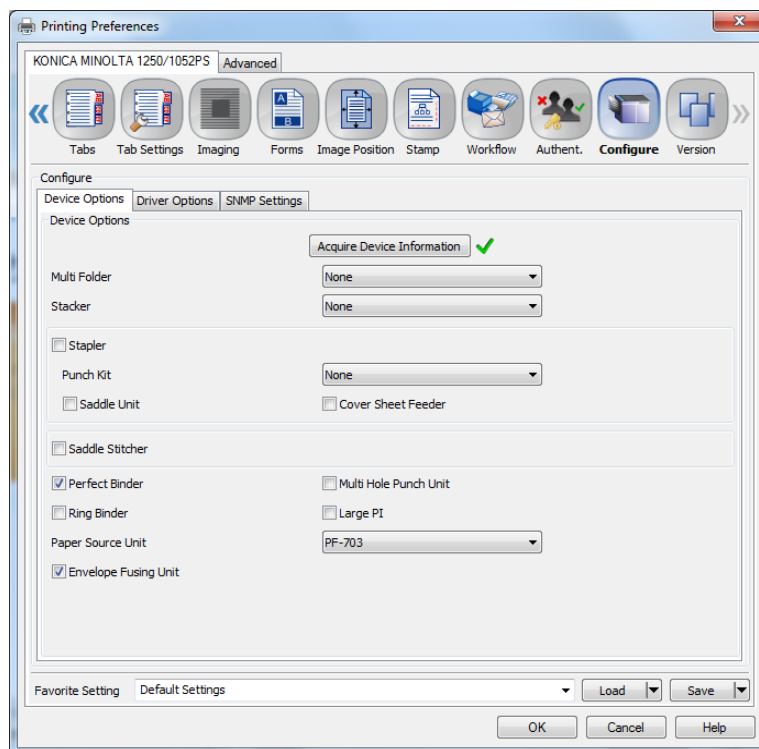 Printing Preferences
KONICA MINOLTA 1250/1052PS Advanced
A
B
Tabs Tab Settings Imaging Forms Image Position Stamp Workflow Authent. Configure Version
Configure
Device Options Driver Options SNMP Settings
Device Options
Acquire Device Information
Multi Folder None
Stacker None
Stapler
Punch Kit None
Saddle Unit Cover Sheet Feeder
Saddle Stitcher
Perfect Binder Multi Hole Punch Unit
Ring Binder Large PI
Paper Source Unit PF-703
Envelope Fusing Unit
Favorite Setting Default Settings Load Save
OK Cancel Help